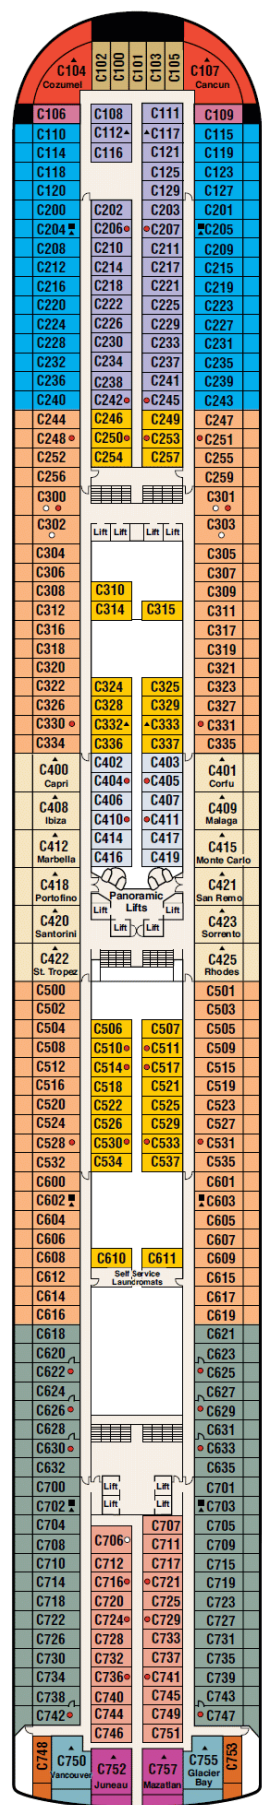 C104 C102 C100 C101 C103 C105 C107
Cozumel Cancun
C106 C108 C111 C109
C110 C112 C117 C115
C114 C116 C121 C119
C118 C125 C123
C120 C129 C127
C200 C202 C203 C201
C204 C206 C207 C205
C208 C210 C211 C209
C212 C214 C217 C215
C216 C218 C221 C219
C220 C222 C225 C223
C224 C226 C229 C227
C228 C230 C233 C231
C232 C234 C237 C235
C236 C238 C241 C239
C240 C242 C245 C243
C244 C246 C249 C247
C248 C250 C253 C251
C252 C254 C257 C255
C256 C259
C300 C301
C302 C303
Lift Lift Lift Lift
C304 C305
C306 C307
C308 C310 C309
C312 C314 C315 C311
C316 C317
C318 C319
C320 C321
C322 C324 C325 C323
C326 C328 C329 C327
C330 C332 C333 C331
C334 C336 C337 C335
C400 C402 C403 C401
Capri C404 C405 Corfu
C408 C406 C407 C409
Ibiza C410 C411 Malaga
C412 C414 C417 C415
Marbella C416 C419 Monte Carlo
C418 C421
Portofino Panoramic San Remo
Lifts
C420 Lift Lift C423
Santorini Lift Lift Sorrento
C422 C425
St. Tropez Rhodes
C500 C501
C502 C503
C504 C506 C507 C505
C508 C510 C511 C509
C512 C514 C517 C515
C516 C518 C521 C519
C520 C522 C525 C523
C524 C526 C529 C527
C528 C530 C533 C531
C532 C534 C537 C535
C600 C601
C602 C603
C604 C605
C606 C607
C608 C610 C611 C609
C612 Self Service C615
Laundromats
C614 C617
C616 C619
C618 C621
C620 C623
C622 C625
C624 C627
C626 C629
C628 C631
C630 C633
C632 C635
C700 Lift Lift C701
C702 Lift Lift C703
C704 C707 C705
C708 C706 C711 C709
C710 C712 C717 C715
C714 C716 C721 C719
C718 C720 C725 C723
C722 C724 C729 C727
C726 C728 C733 C731
C730 C732 C737 C735
C734 C736 C741 C739
C738 C740 C745 C743
C742 C744 C749 C747
C746 C751
C748 C750 C752 C757 C755 C753
Vancouver Juneau Mazatlan Glacier
Bay